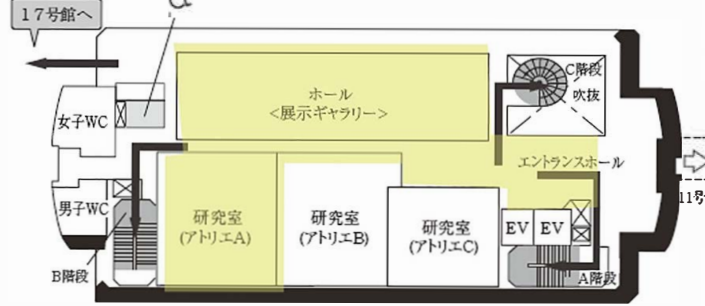 17号館へ
C階段
ホール
<展示ギャラリー>
吹抜
女子WC
エントランスホール
11号
男子WC
研究室
(アトリエA)
研究室
(アトリエB)
研究室
(アトリエC)
EV
EV
B階段
A階段